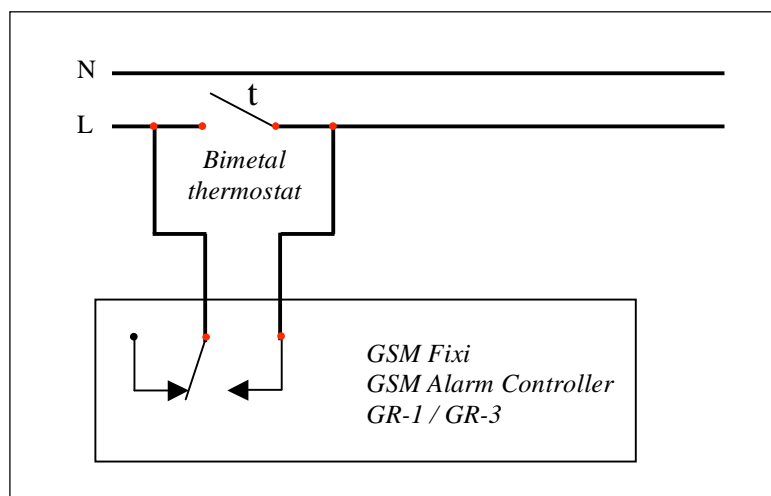 N
t
L
Bimetal
thermostat
GSM Fixi
GSM Alarm Controller
GR-1 / GR-3